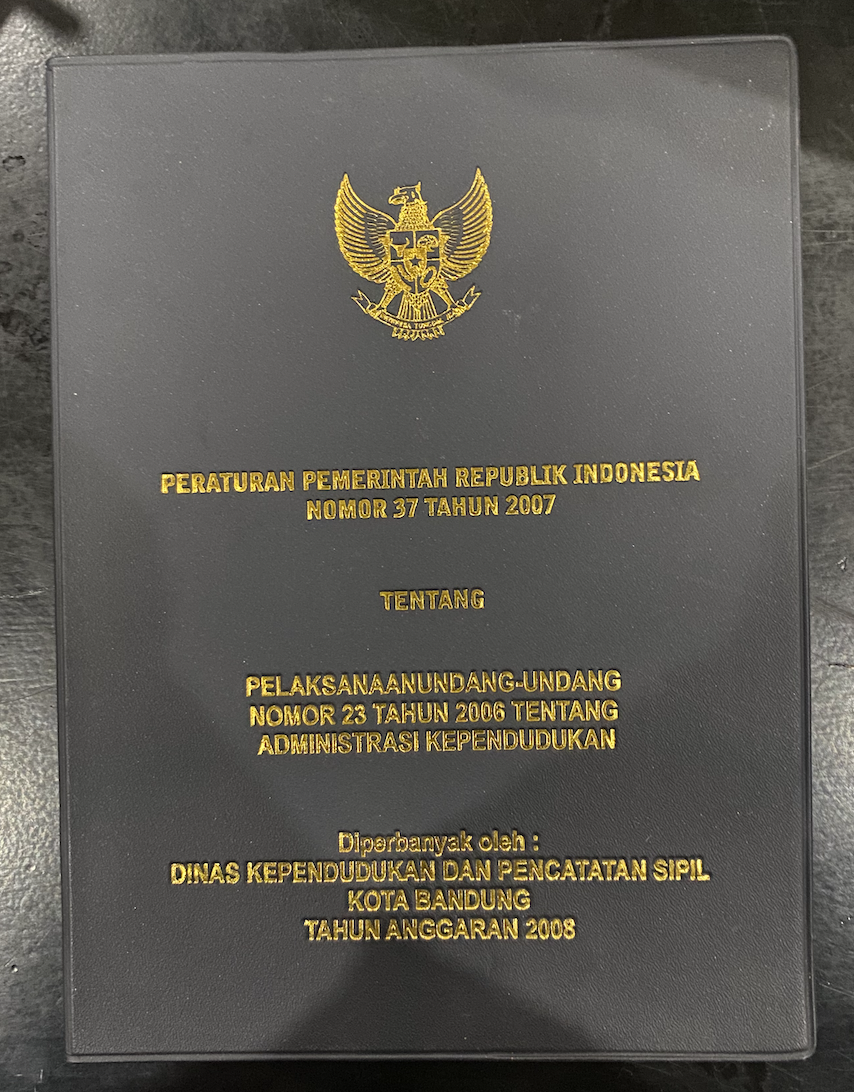 PERATURAN PEMERINTAH REPUBLIK INDONESIA
NOMOR 37 TAHUN 2007
TENTANG
PELAKSANAANUNDANG-UNDANG
NOMOR 23 TAHUN 2006 TENTANG
ADMINISTRASI KEPENDUDUKAN
Diperbanyak oleh :
DINAS KEPENDUDUKAN DAN PENCATATAN SIPIL
KOTA BANDUNG
TAHUN ANGGARAN 2008